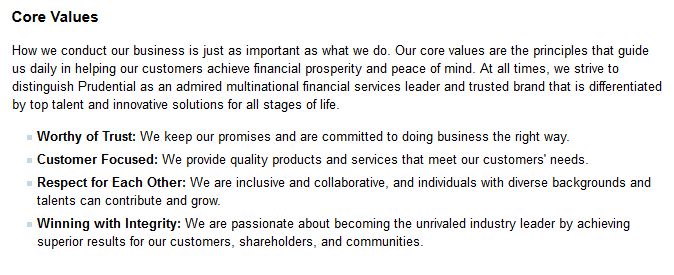 Core Values
How we conduct our business is just as important as what we do. Our core values are the principles that guide
us daily in helping our customers achieve financial prosperity and peace of mind. At all times, we strive to
distinguish Prudential as an admired multinational financial services leader and trusted brand that is differentiated
by top talent and innovative solutions for all stages of life.
Worthy of Trust: We keep our promises and are committed to doing business the right way.
Customer Focused: We provide quality products and services that meet our customers' needs.
Respect for Each Other: We are inclusive and collaborative, and individuals with diverse backgrounds and
talents can contribute and grow.
Winning with Integrity: We are passionate about becoming the unrivaled industry leader by achieving
superior results for our customers, shareholders, and communities.